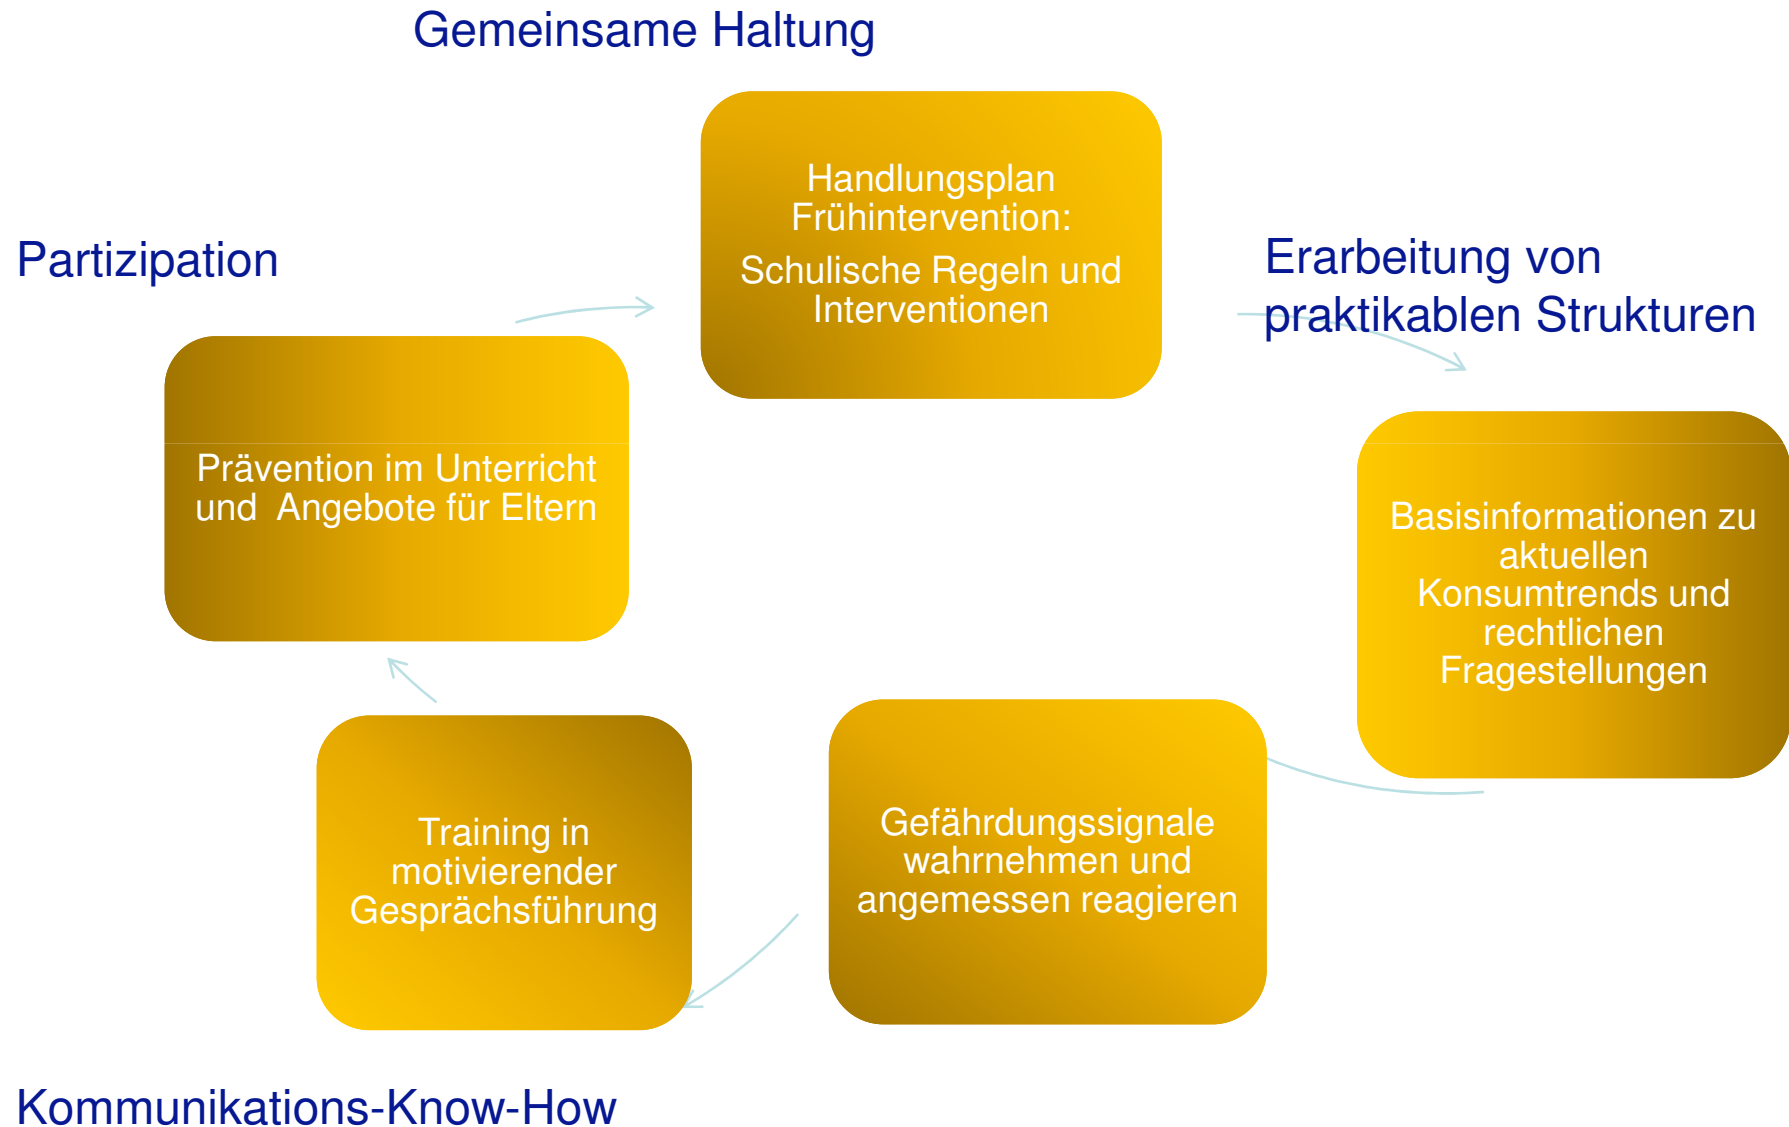 Gemeinsame Haltung
Handlungsplan
Frühintervention:
Schulische Regeln und
Interventionen
Partizipation
Erarbeitung von
praktikablen Strukturen
Prävention im Unterricht
und  Angebote für Eltern
Basisinformationen zu
aktuellen
Konsumtrends und
rechtlichen
Fragestellungen
Gefährdungssignale
wahrnehmen und
angemessen reagieren
Training in
motivierender
Gesprächsführung
Kommunikations-Know-How